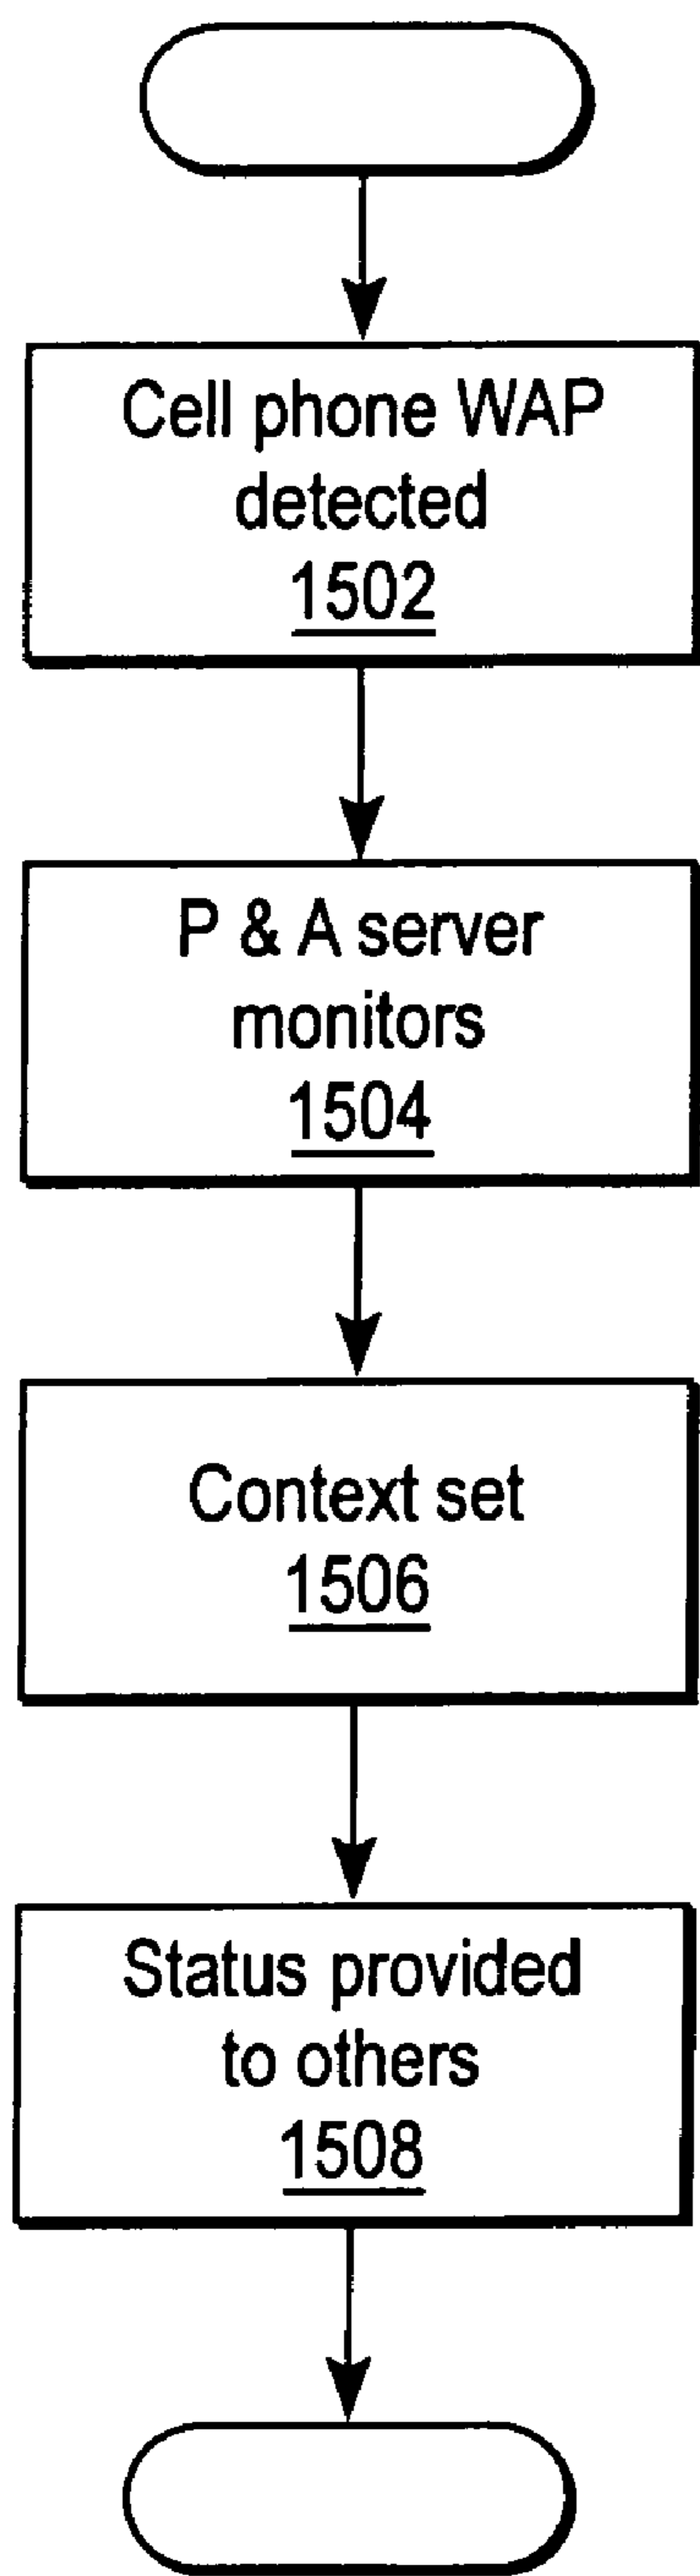 Cell phone WAP
detected
1502
P & A server
monitors
1504
Context set
1506
Status provided
to others
1508